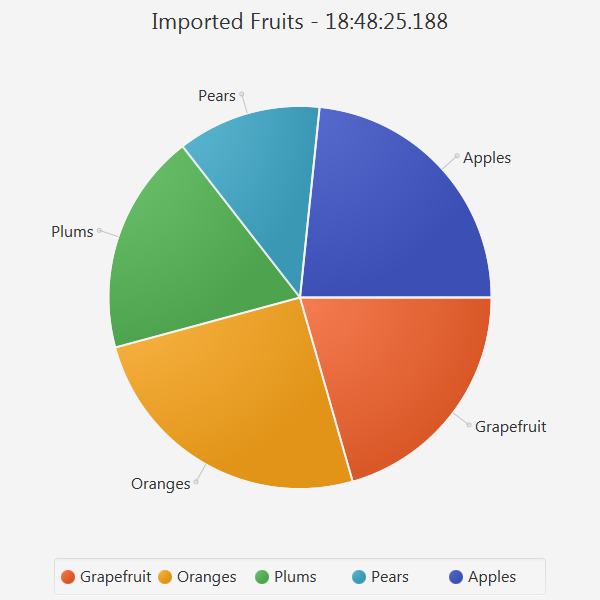 Imported Fruits - 18:48:25.188
Pears
Apples
Plums
Grapefruit
Oranges
Grapefruit Oranges Plums Pears Apples